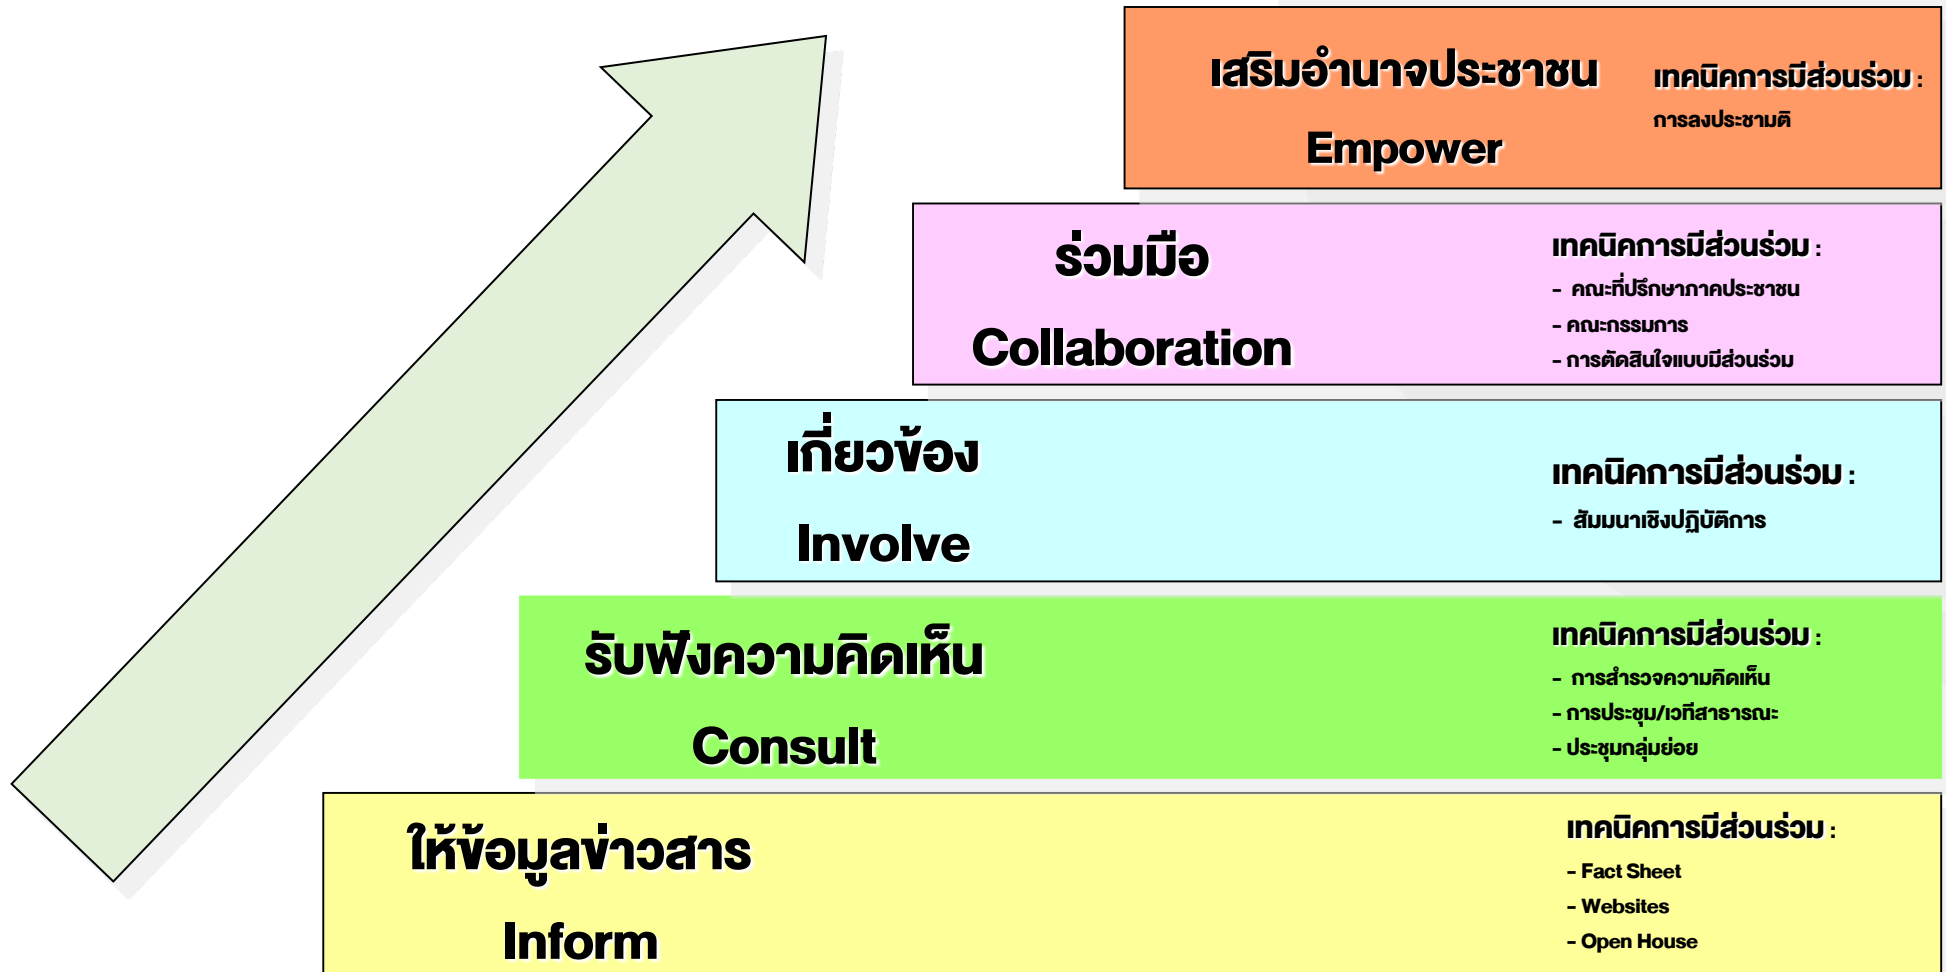 เสริมอำนาจประชาชน
Empower
เทคนิคการมีส่วนร่วม :
การลงประชามติ
ร่วมมือ
Collaboration
เทคนิคการมีส่วนร่วม :
- คณะที่ปรึกษาภาคประชาชน
- คณะกรรมการ
- การตัดสินใจแบบมีส่วนร่วม
เกี่ยวข้อง
Involve
เทคนิคการมีส่วนร่วม :
- สัมมนาเชิงปฏิบัติการ
รับฟังความคิดเห็น
Consult
เทคนิคการมีส่วนร่วม :
- การสำรวจความคิดเห็น
- การประชุม/เวทีสาธารณะ
- ประชุมกลุ่มย่อย
ให้ข้อมูลข่าวสาร
Inform
เทคนิคการมีส่วนร่วม :
- Fact Sheet
- Websites
- Open House